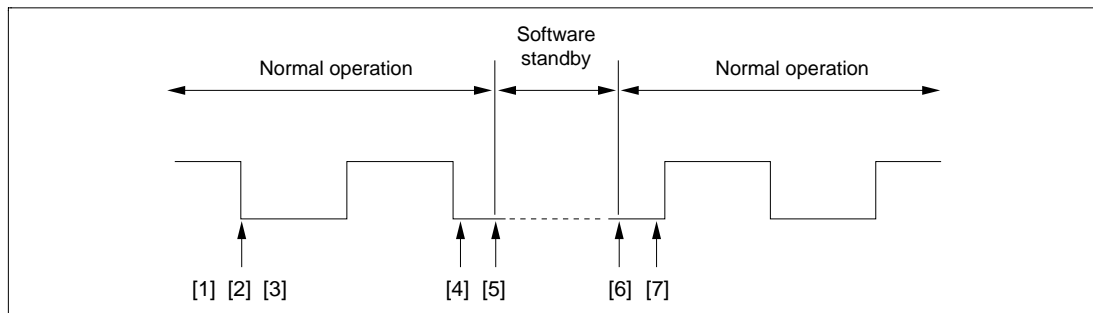 Software
standby
Normal operation
Normal operation
[1] [2] [3]
[4] [5]
[6] [7]